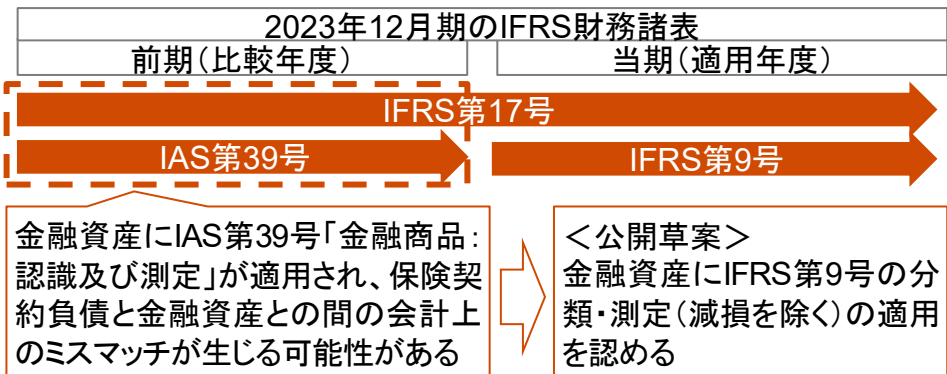 2023年12月期のIFRS財務諸表
前期（比較年度）
当期（適用年度）
IFRS第17号
IAS第39号
IFRS第9号
金融資産にIAS第39号「金融商品：
認識及び測定」が適用され、保険契
約負債と金融資産との間の会計上
のミスマッチが生じる可能性がある
＜公開草案＞
金融資産にIFRS第9号の分
類・測定（減損を除く）の適用
を認める